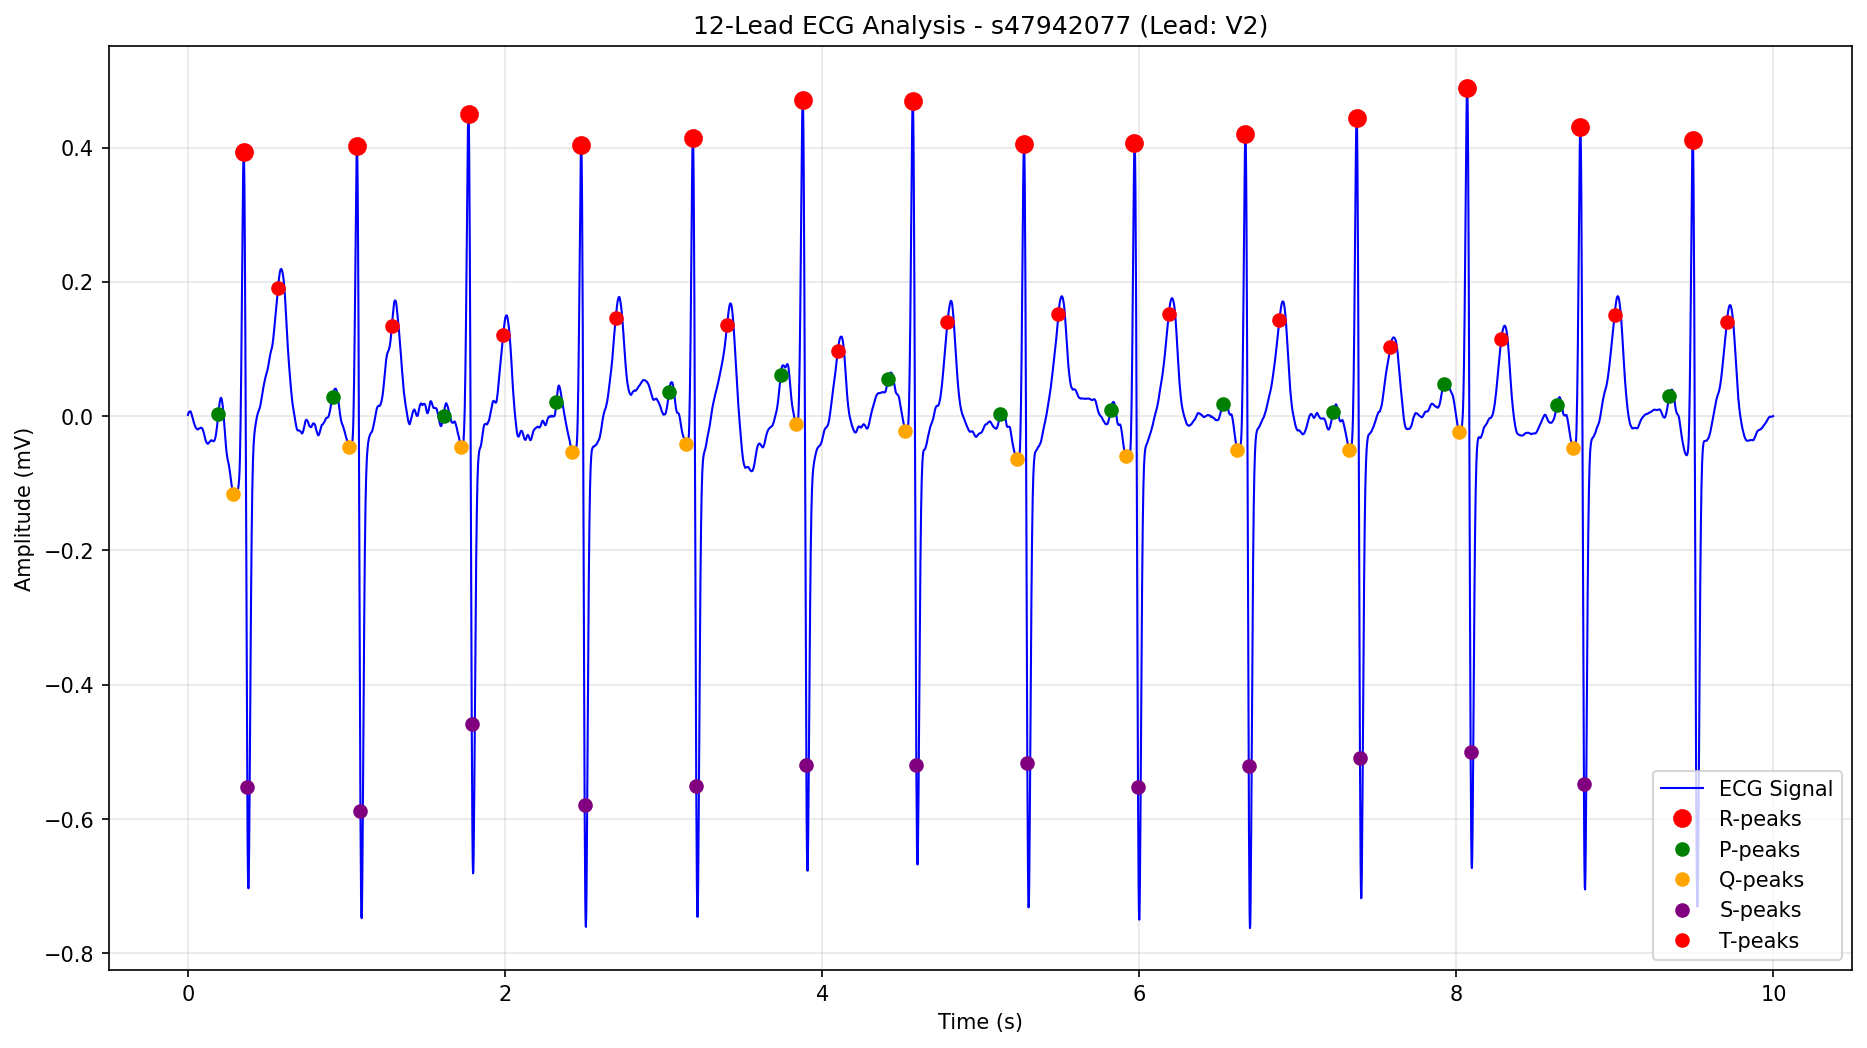 12-Lead ECG Analysis - s47942077 (Lead: V2)
Amplitude (mV)
0.4
0.2
0.0
−0.2
−0.4
−0.6
−0.8
0
2
4
6
8
10
Time (s)
ECG Signal
R-peaks
P-peaks
Q-peaks
S-peaks
T-peaks